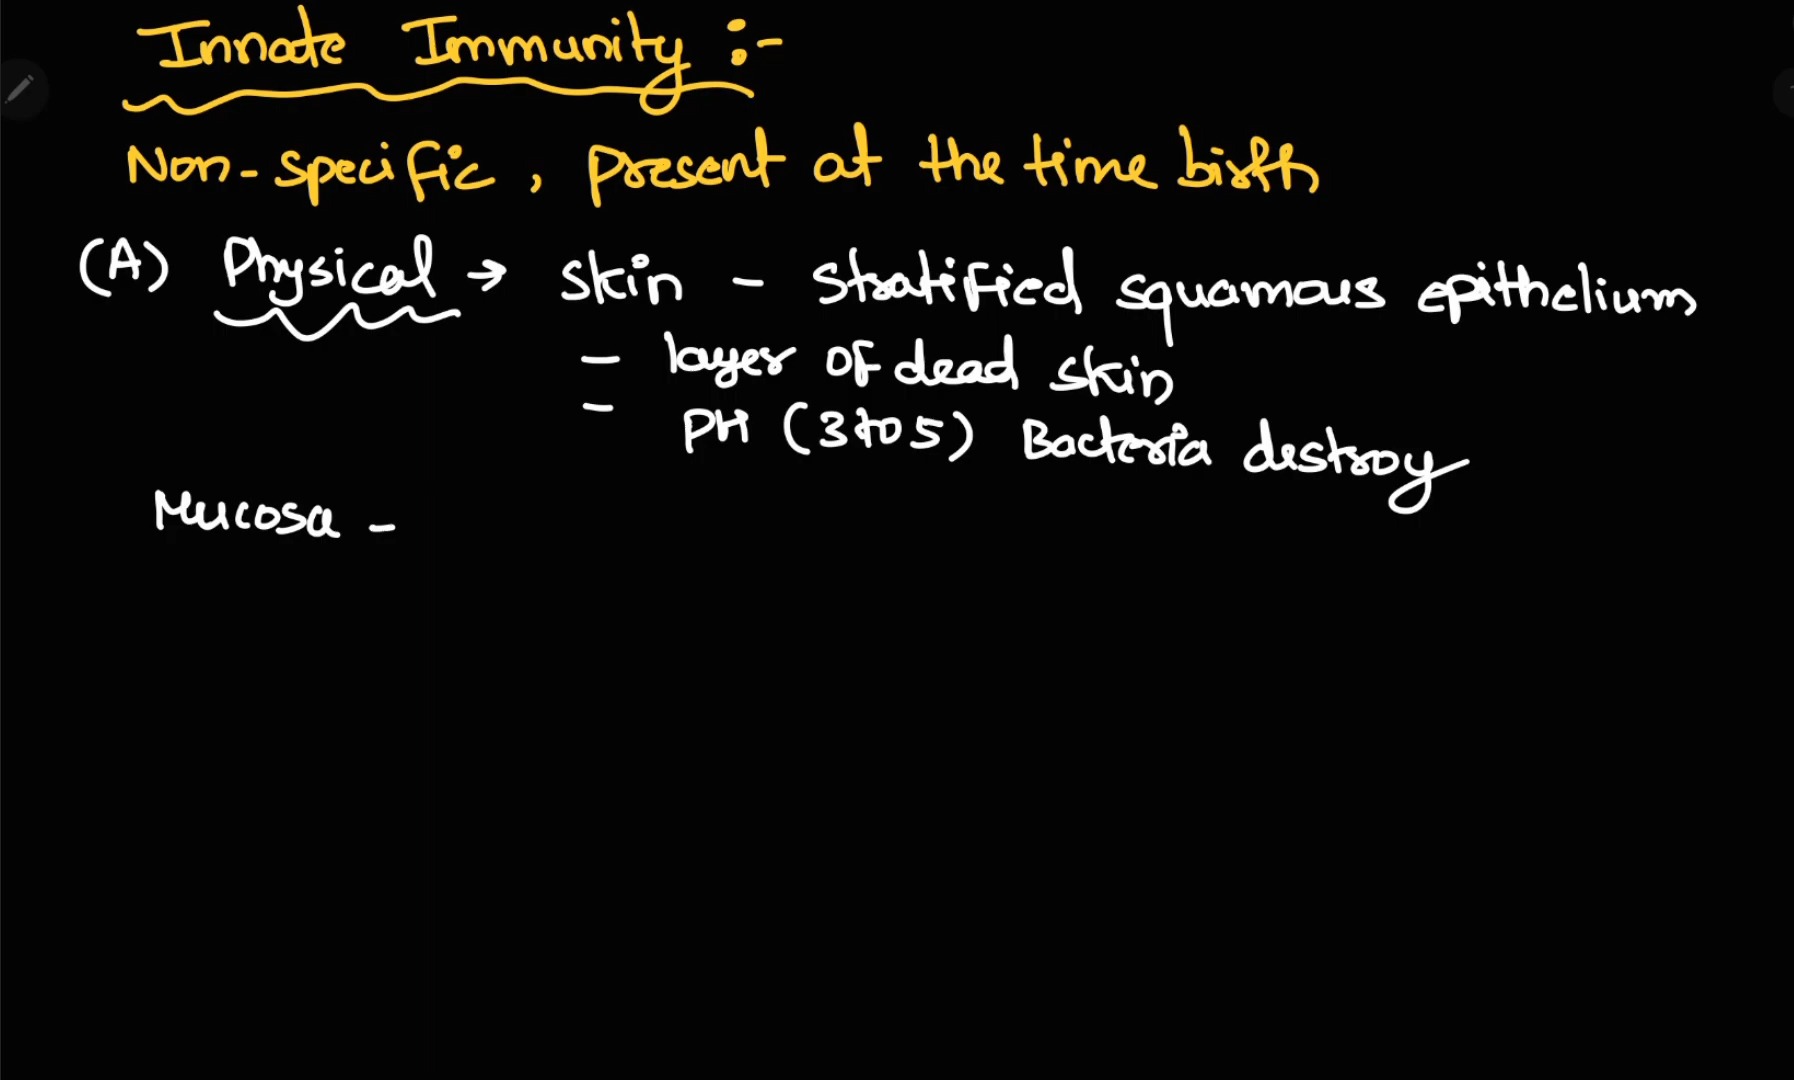 Innate Immunity :-
Non-specific, present at the time birth
(A) Physical → skin - stratified squamous epithelium
- layer of dead skin
- PH (3 to 5) Bacteria destroy
Mucosa -